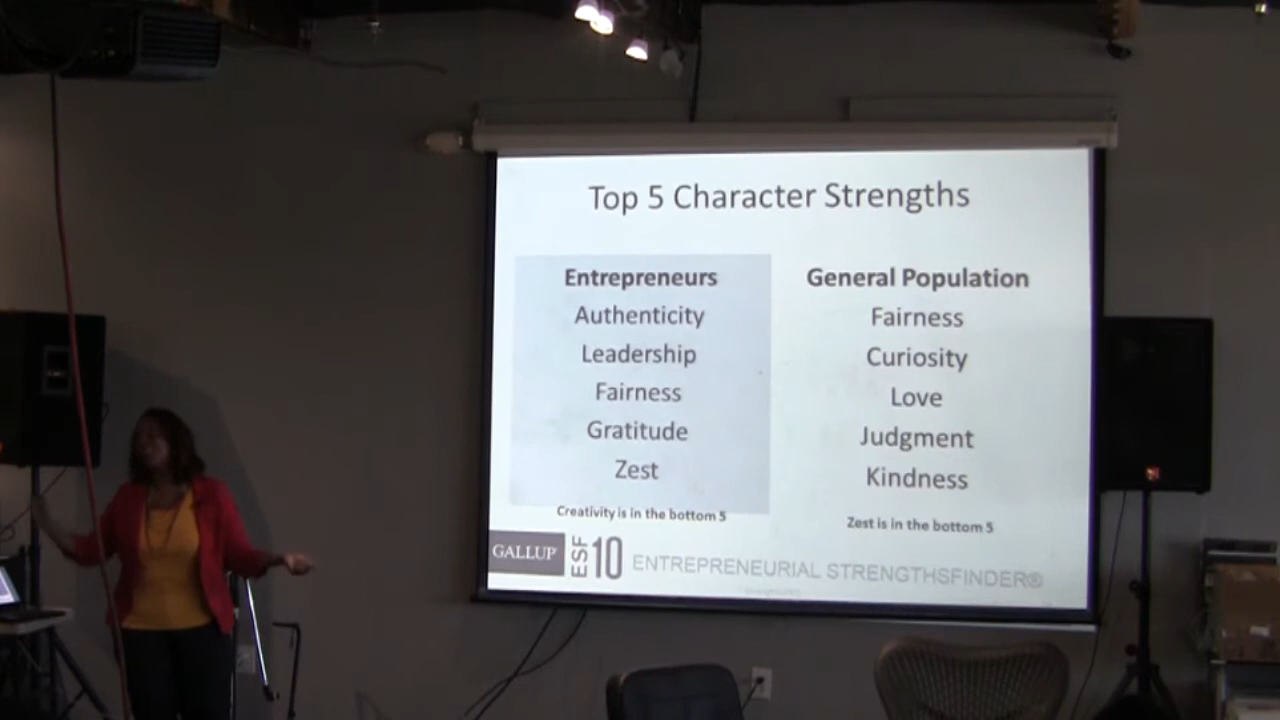 Top 5 Character Strengths
Entrepreneurs
Authenticity
Leadership
Fairness
Gratitude
Zest
Creativity is in the bottom 5
General Population
Fairness
Curiosity
Love
Judgment
Kindness
Zest is in the bottom 5
GALLUP®
ESF
10
ENTREPRENEURIAL STRENGTHSFINDER®